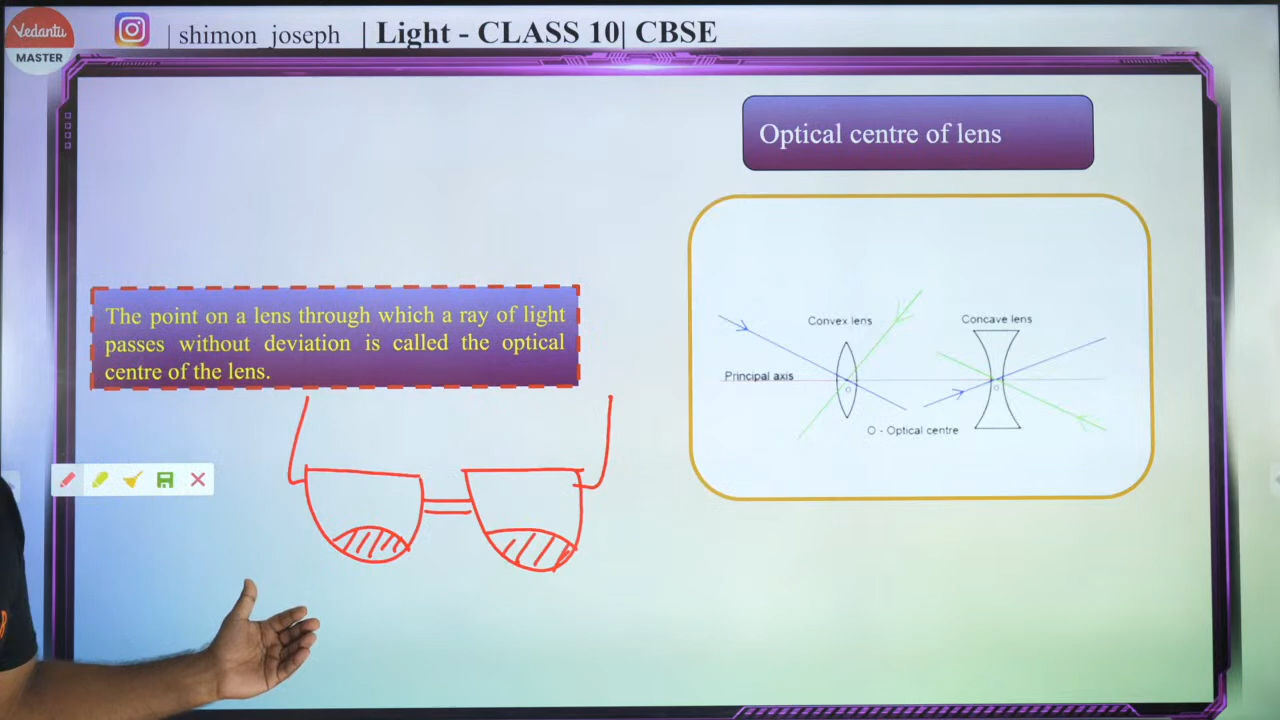 Vedantu
MASTER
| shimon_joseph | Light - CLASS 10| CBSE
Optical centre of lens
The point on a lens through which a ray of light
passes without deviation is called the optical
centre of the lens.
Convex lens
Concave lens
Principal axis
O
O
O - Optical centre